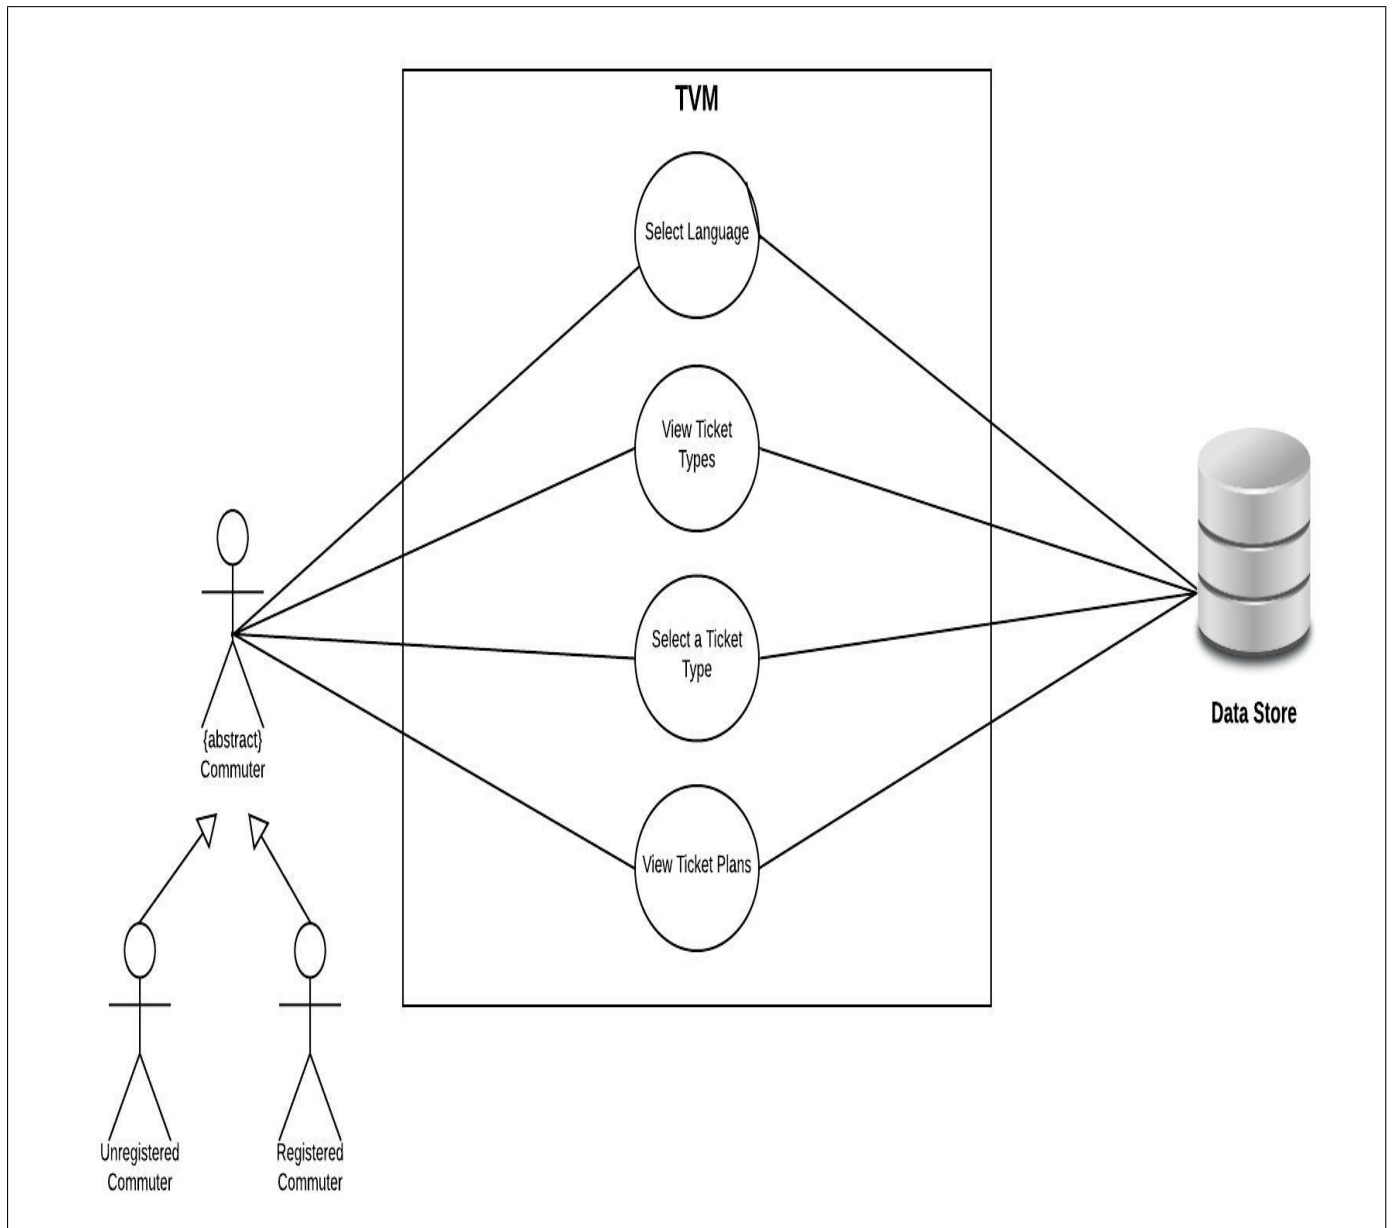 TVM
Select Language
View Ticket
Types
Select a Ticket
Type
View Ticket Plans
{abstract}
Commuter
Unregistered
Commuter
Registered
Commuter
Data Store